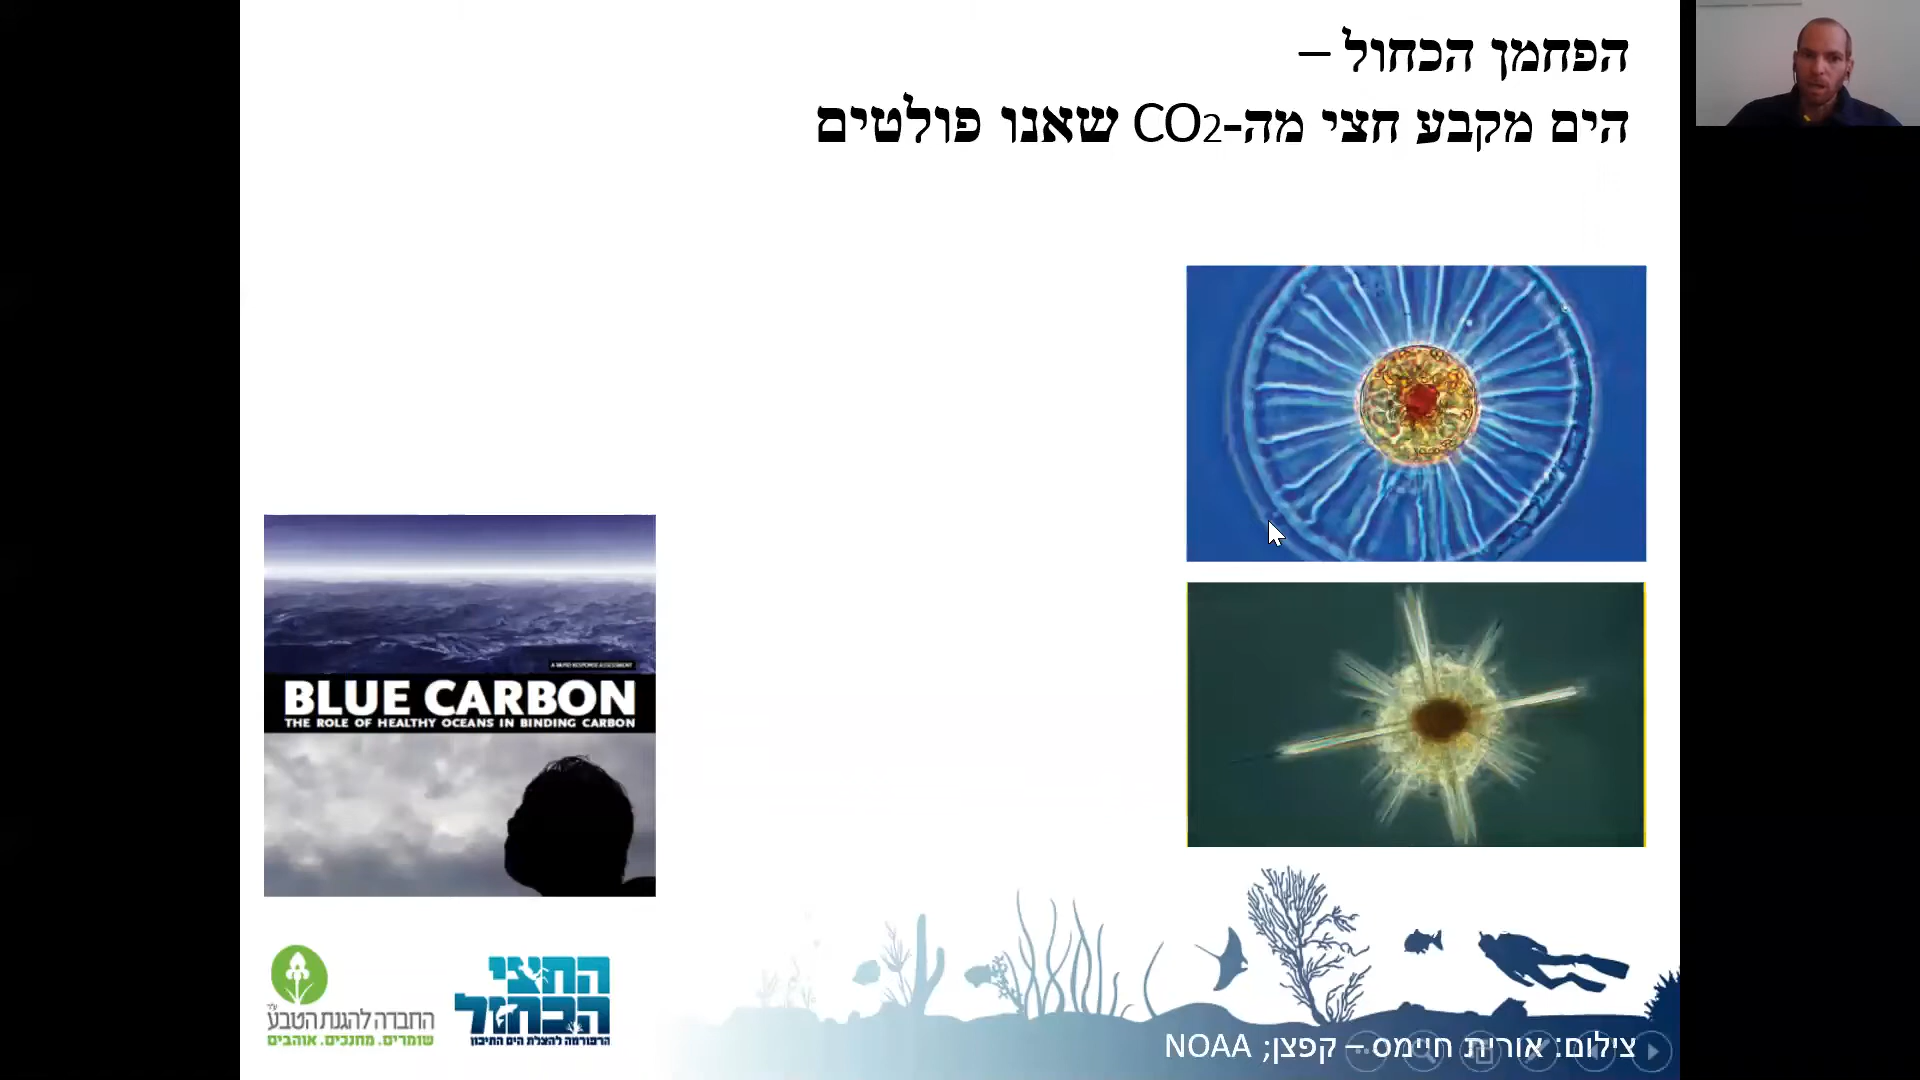 הפחמן הכחול –
הים מקבע חצי מה-CO2 שאנו פולטים
A RAPID RESPONSE ASSESSMENT
BLUE CARBON
THE ROLE OF HEALTHY OCEANS IN BINDING CARBON
החברה להגנת הטבע ע"ר
שומרים. מחנכים. אוהבים
החצי
הכחול
הרפורמה להצלת הים התיכון
צילום: אורית חיימס – קפצן; NOAA